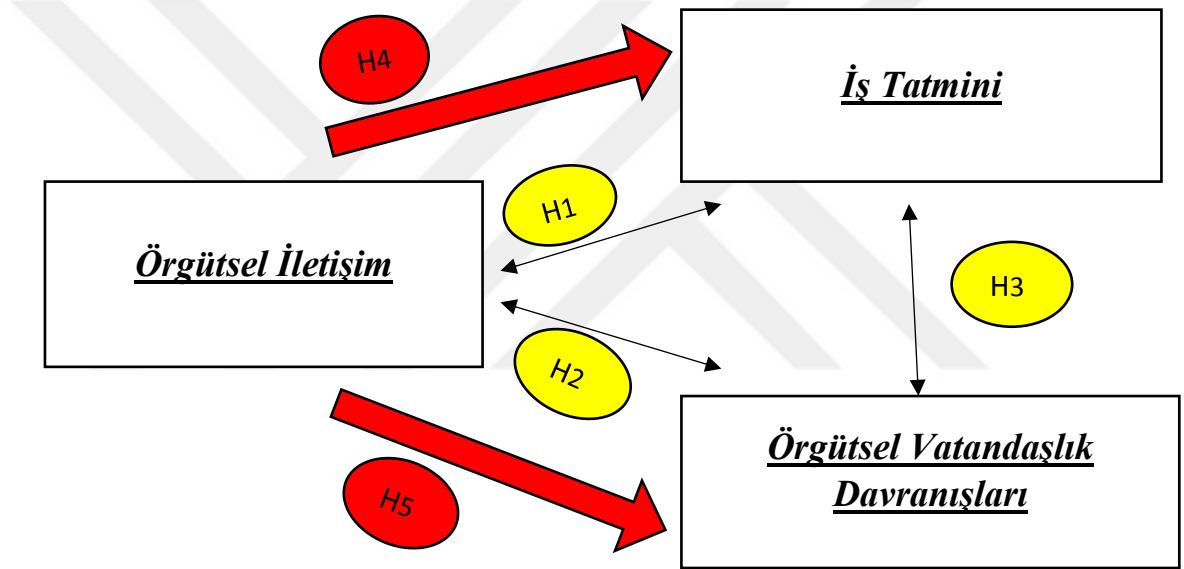 H4
İş Tatmini
H1
Örgütsel İletişim
H3
H2
Örgütsel Vatandaşlık
Davranışları
H5